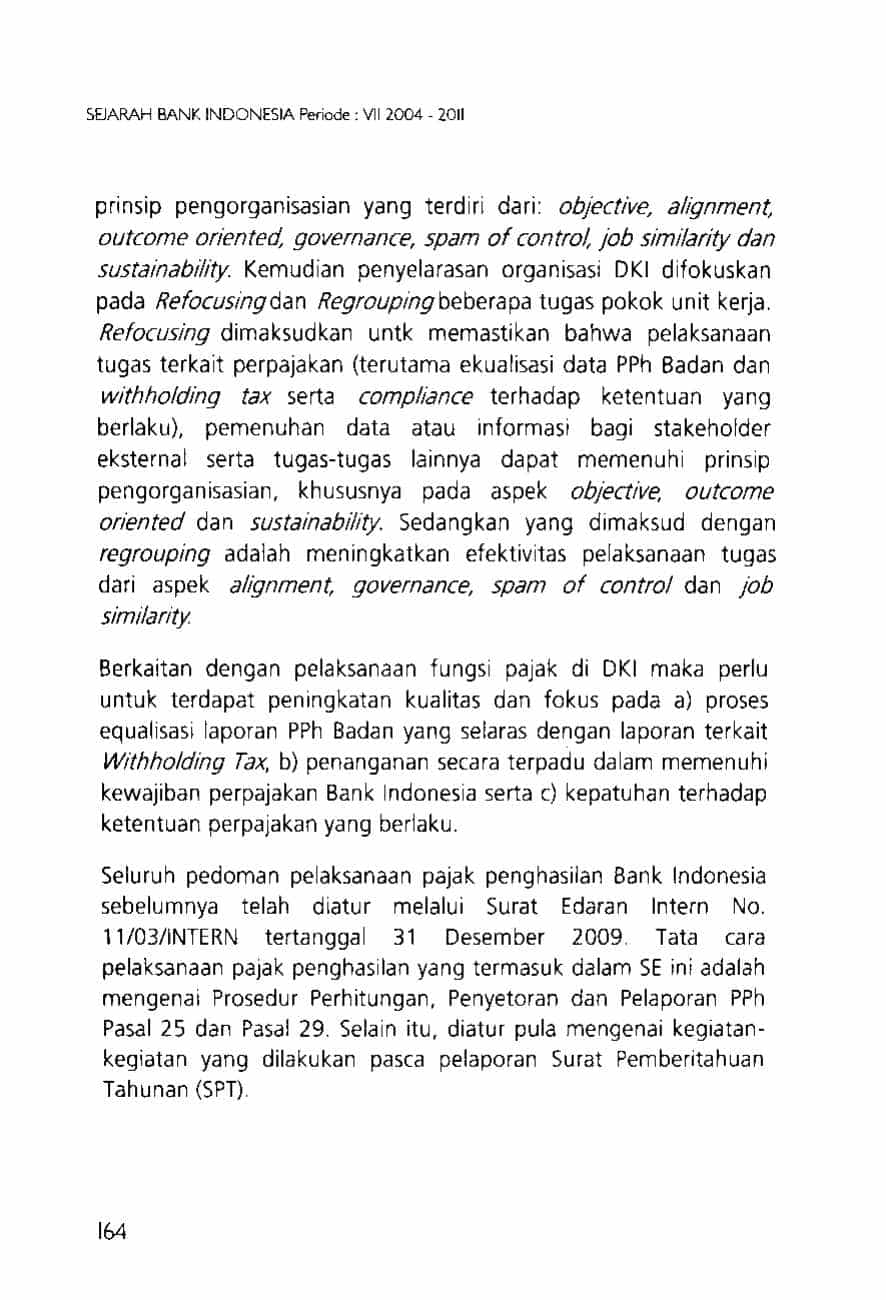 SEJARAH BANK INDONESIA Periode : VII 2004 - 2011
prinsip pengorganisasian yang terdiri dari: objective, alignment,
outcome oriented, governance, spam of control, job similarity dan
sustainability. Kemudian penyelarasan organisasi DKI difokuskan
pada Refocusing dan Regrouping beberapa tugas pokok unit kerja.
Refocusing dimaksudkan untk memastikan bahwa pelaksanaan
tugas terkait perpajakan (terutama ekualisasi data PPh Badan dan
withholding tax serta compliance terhadap ketentuan yang
berlaku), pemenuhan data atau informasi bagi stakeholder
eksternal serta tugas-tugas lainnya dapat memenuhi prinsip
pengorganisasian, khususnya pada aspek objective, outcome
oriented dan sustainability. Sedangkan yang dimaksud dengan
regrouping adalah meningkatkan efektivitas pelaksanaan tugas
dari aspek alignment, governance, spam of control dan job
similarity.
Berkaitan dengan pelaksanaan fungsi pajak di DKI maka perlu
untuk terdapat peningkatan kualitas dan fokus pada a) proses
equalisasi laporan PPh Badan yang selaras dengan laporan terkait
Withholding Tax, b) penanganan secara terpadu dalam memenuhi
kewajiban perpajakan Bank Indonesia serta c) kepatuhan terhadap
ketentuan perpajakan yang berlaku.
Seluruh pedoman pelaksanaan pajak penghasilan Bank Indonesia
sebelumnya telah diatur melalui Surat Edaran Intern No.
11/03/INTERN tertanggal 31 Desember 2009. Tata cara
pelaksanaan pajak penghasilan yang termasuk dalam SE ini adalah
mengenai Prosedur Perhitungan, Penyetoran dan Pelaporan PPh
Pasal 25 dan Pasal 29. Selain itu, diatur pula mengenai kegiatan-
kegiatan yang dilakukan pasca pelaporan Surat Pemberitahuan
Tahunan (SPT).
164